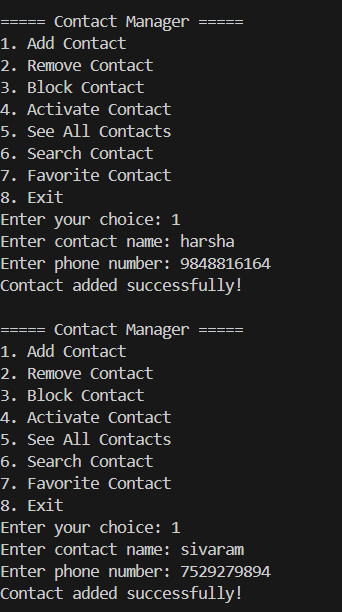 ===== Contact Manager =====
1. Add Contact
2. Remove Contact
3. Block Contact
4. Activate Contact
5. See All Contacts
6. Search Contact
7. Favorite Contact
8. Exit
Enter your choice: 1
Enter contact name: harsha
Enter phone number: 9848816164
Contact added successfully!

===== Contact Manager =====
1. Add Contact
2. Remove Contact
3. Block Contact
4. Activate Contact
5. See All Contacts
6. Search Contact
7. Favorite Contact
8. Exit
Enter your choice: 1
Enter contact name: sivaram
Enter phone number: 7529279894
Contact added successfully!